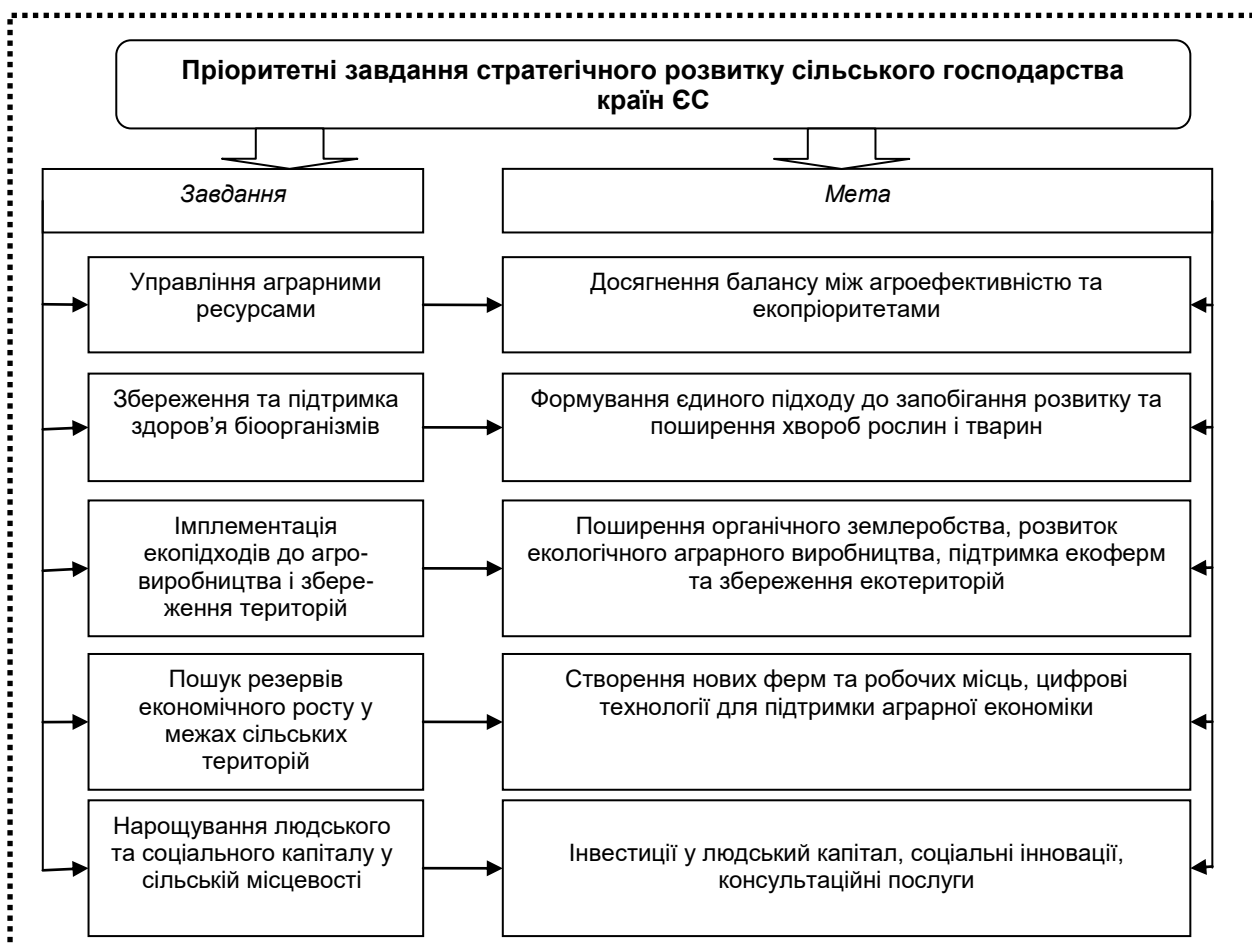 Пріоритетні завдання стратегічного розвитку сільського господарства
країн ЄС
Завдання
Мета
Управління аграрними
ресурсами
Досягнення балансу між агроефективністю та
екопріоритетами
Збереження та підтримка
здоров’я біоорганізмів
Формування єдиного підходу до запобігання розвитку та
поширення хвороб рослин і тварин
Імплементація
екопідходів до агро-
виробництва і збере-
ження територій
Поширення органічного землеробства, розвиток
екологічного аграрного виробництва, підтримка екоферм
та збереження екотериторій
Пошук резервів
економічного росту у
межах сільських
територій
Створення нових ферм та робочих місць, цифрові
технології для підтримки аграрної економіки
Нарощування людського
та соціального капіталу у
сільській місцевості
Інвестиції у людський капітал, соціальні інновації,
консультаційні послуги